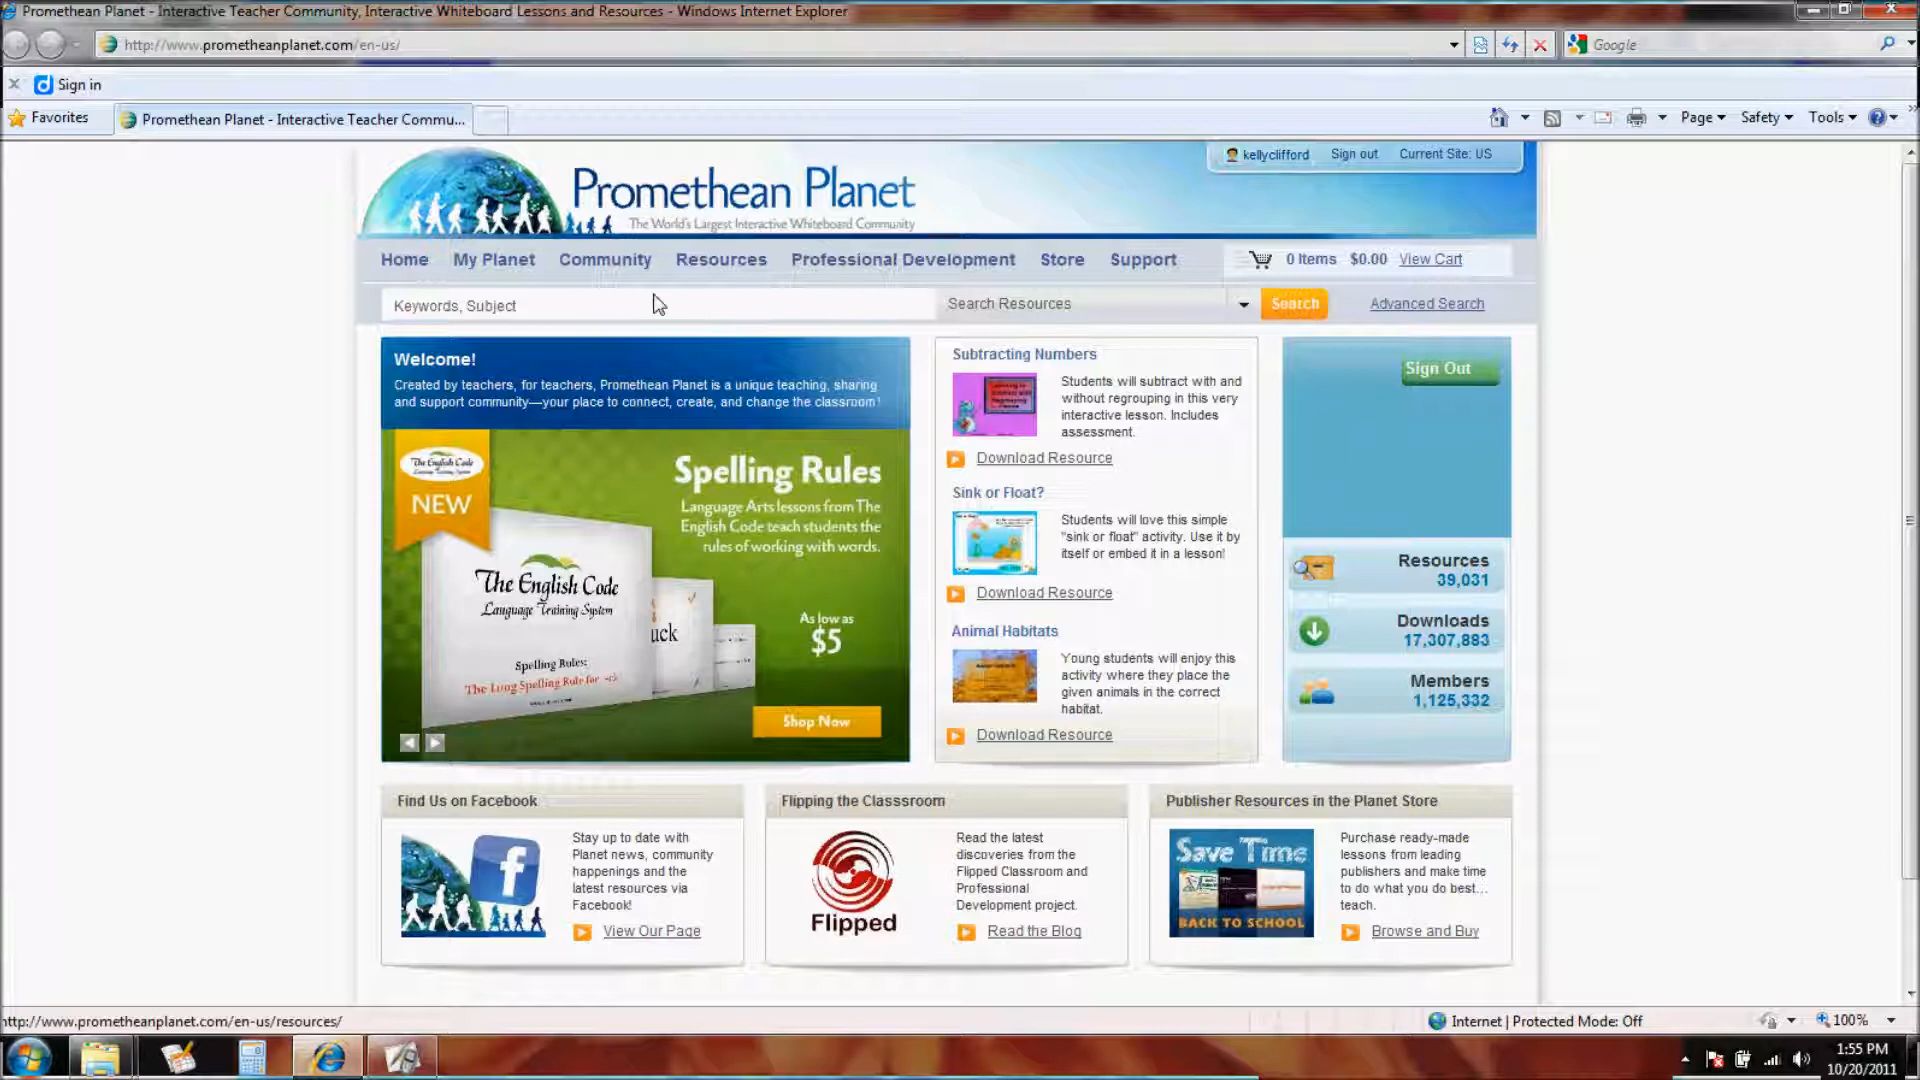 Promethean Planet - Interactive Teacher Community, Interactive Whiteboard Lessons and Resources - Windows Internet Explorer
http://www.prometheanplanet.com/en-us/
Google
Sign in
Favorites
Promethean Planet - Interactive Teacher Commu...
Page
Safety
Tools
kellyclifford Sign out Current Site: US
Promethean Planet
The World's Largest Interactive Whiteboard Community
Home My Planet Community Resources Professional Development Store Support
0 Items $0.00 View Cart
Keywords, Subject
Search Resources
Search
Advanced Search
Welcome!
Created by teachers, for teachers, Promethean Planet is a unique teaching, sharing
and support community—your place to connect, create, and change the classroom!
The English Code
NEW
Spelling Rules
Language Arts lessons from The
English Code teach students the
rules of working with words.
The English Code
Language Training System
Spelling Rules:
The Long Spelling Rule for -ck
uck
As low as
$5
Shop Now
Subtracting Numbers
Students will subtract with and
without regrouping in this very
interactive lesson. Includes
assessment.
Download Resource
Sink or Float?
Students will love this simple
"sink or float" activity. Use it by
itself or embed it in a lesson!
Download Resource
Animal Habitats
Young students will enjoy this
activity where they place the
given animals in the correct
habitat.
Download Resource
Sign Out
Resources
39,031
Downloads
17,307,883
Members
1,125,332
Find Us on Facebook
Stay up to date with
Planet news, community
happenings and the
latest resources via
Facebook!
View Our Page
Flipping the Classsroom
Flipped
Read the latest
discoveries from the
Flipped Classroom and
Professional
Development project.
Read the Blog
Publisher Resources in the Planet Store
Save Time
BACK TO SCHOOL
Purchase ready-made
lessons from leading
publishers and make time
to do what you do best...
teach.
Browse and Buy
http://www.prometheanplanet.com/en-us/resources/
Internet | Protected Mode: Off
100%
1:55 PM
10/20/2011